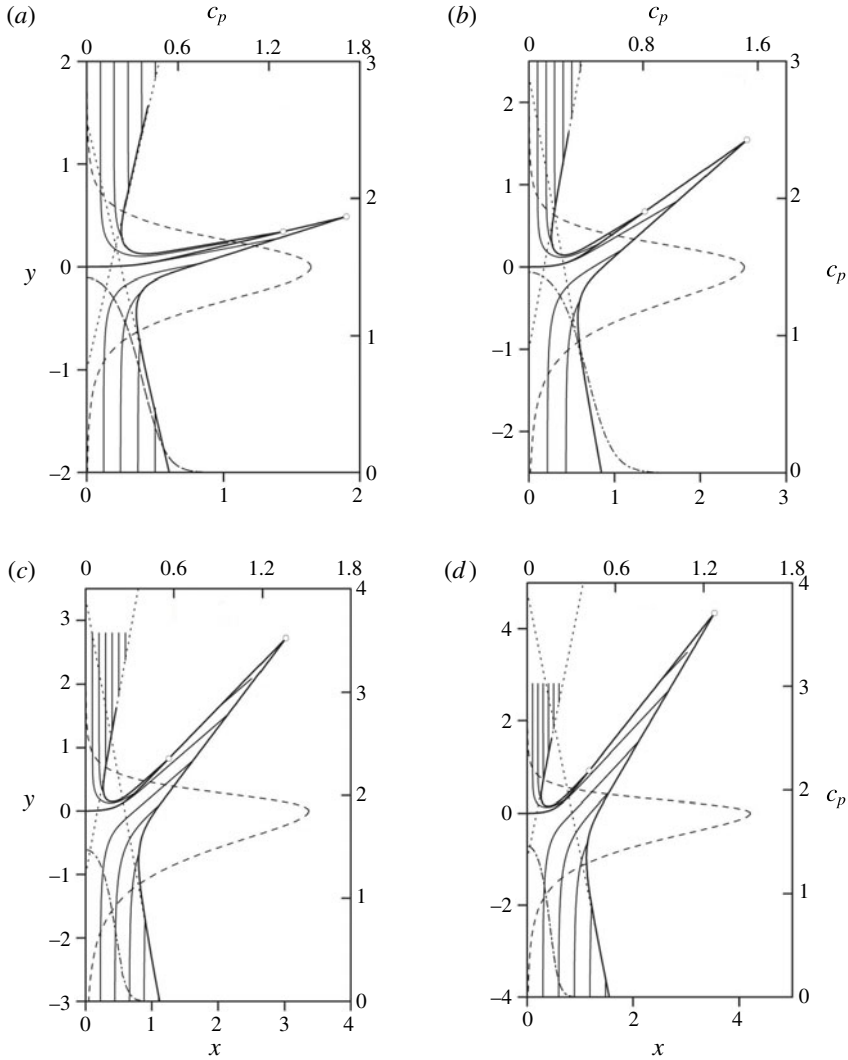 (a)
c_p
0 0.6 1.2 1.8
2 1 0 –1 –2
y
3 2 1 0
0 1 2
(b)
c_p
0 0.8 1.6
2 1 0 –1 –2
3 2 1 0
c_p
0 1 2 3
(c)
0 0.6 1.2 1.8
3 2 1 0 –1 –2 –3
y
4 3 2 1 0
0 1 2 3 4
x
(d)
0 0.6 1.2 1.8
4 2 0 –2 –4
4 3 2 1 0
c_p
0 2 4
x